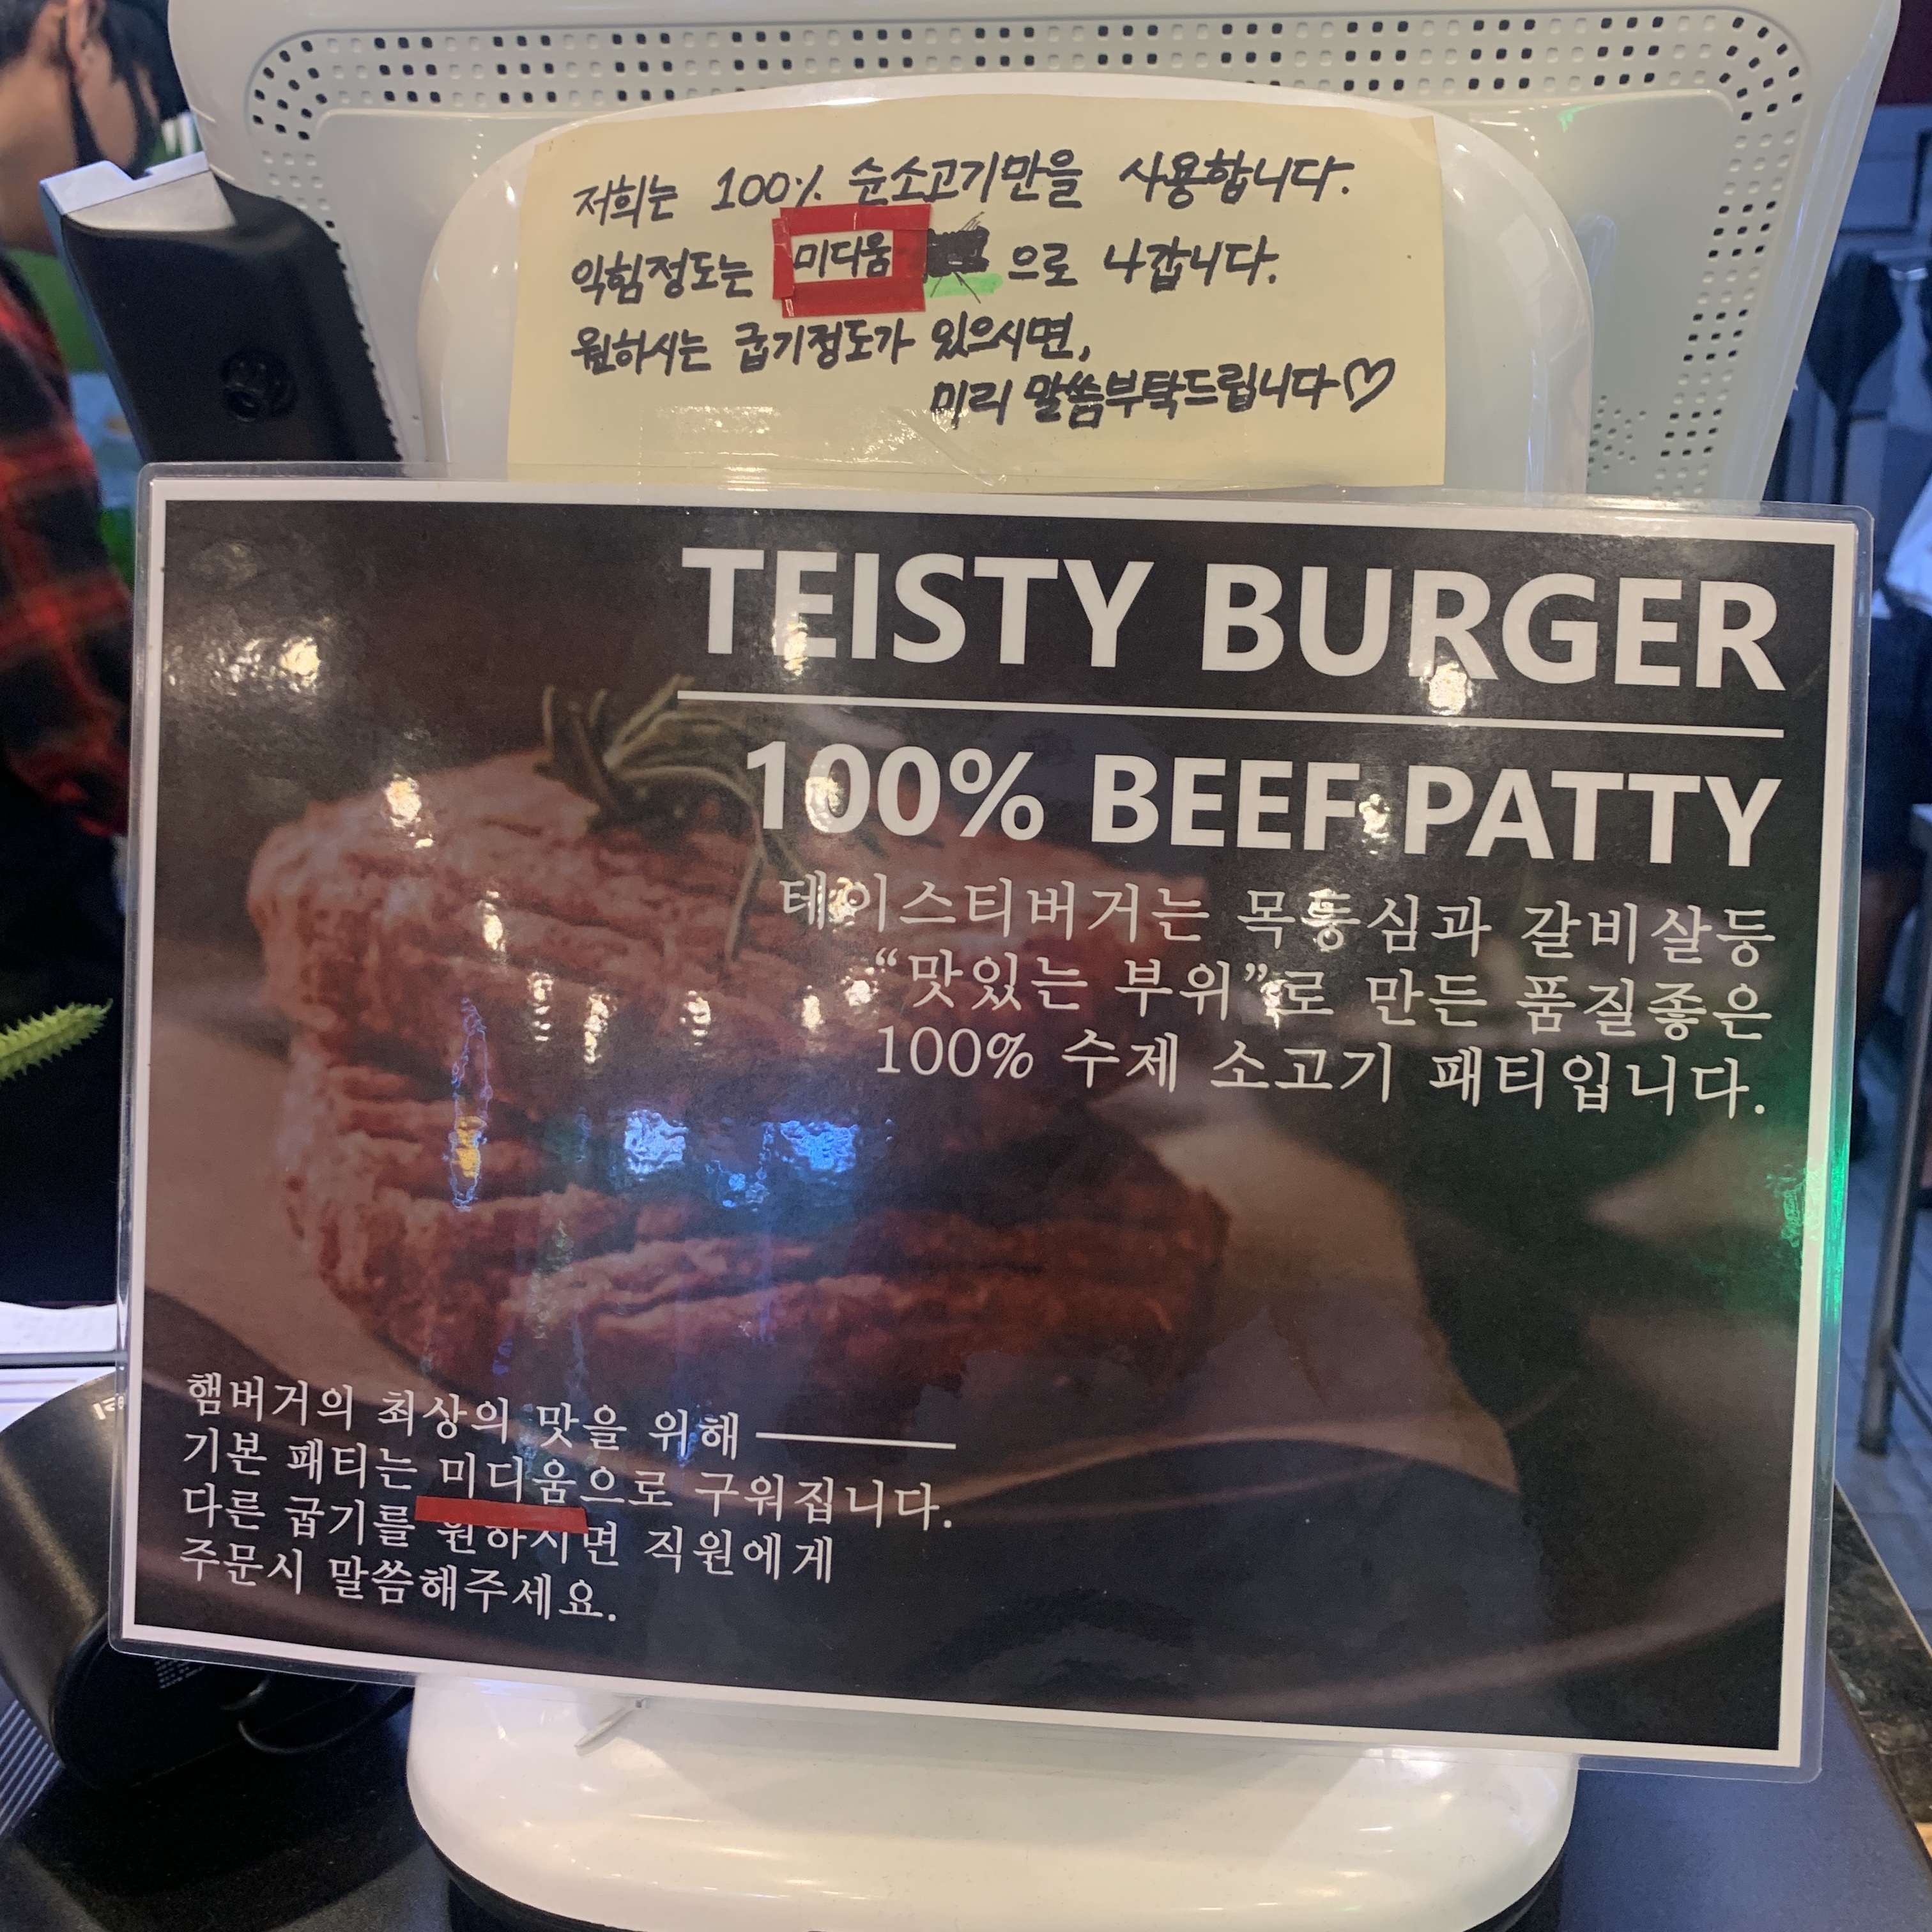 저희는 100% 순소고기만을 사용합니다.
익힘정도는 미디움 으로 나갑니다.
원하시는 굽기정도가 있으시면,
미리 말씀부탁드립니다♡
TEISTY BURGER
100% BEEF PATTY
테이스티버거는 목등심과 갈비살등
“맛있는 부위”로 만든 품질좋은
100% 수제 소고기 패티입니다.
햄버거의 최상의 맛을 위해
기본 패티는 미디움으로 구워집니다.
다른 굽기를 원하시면 직원에게
주문시 말씀해주세요.